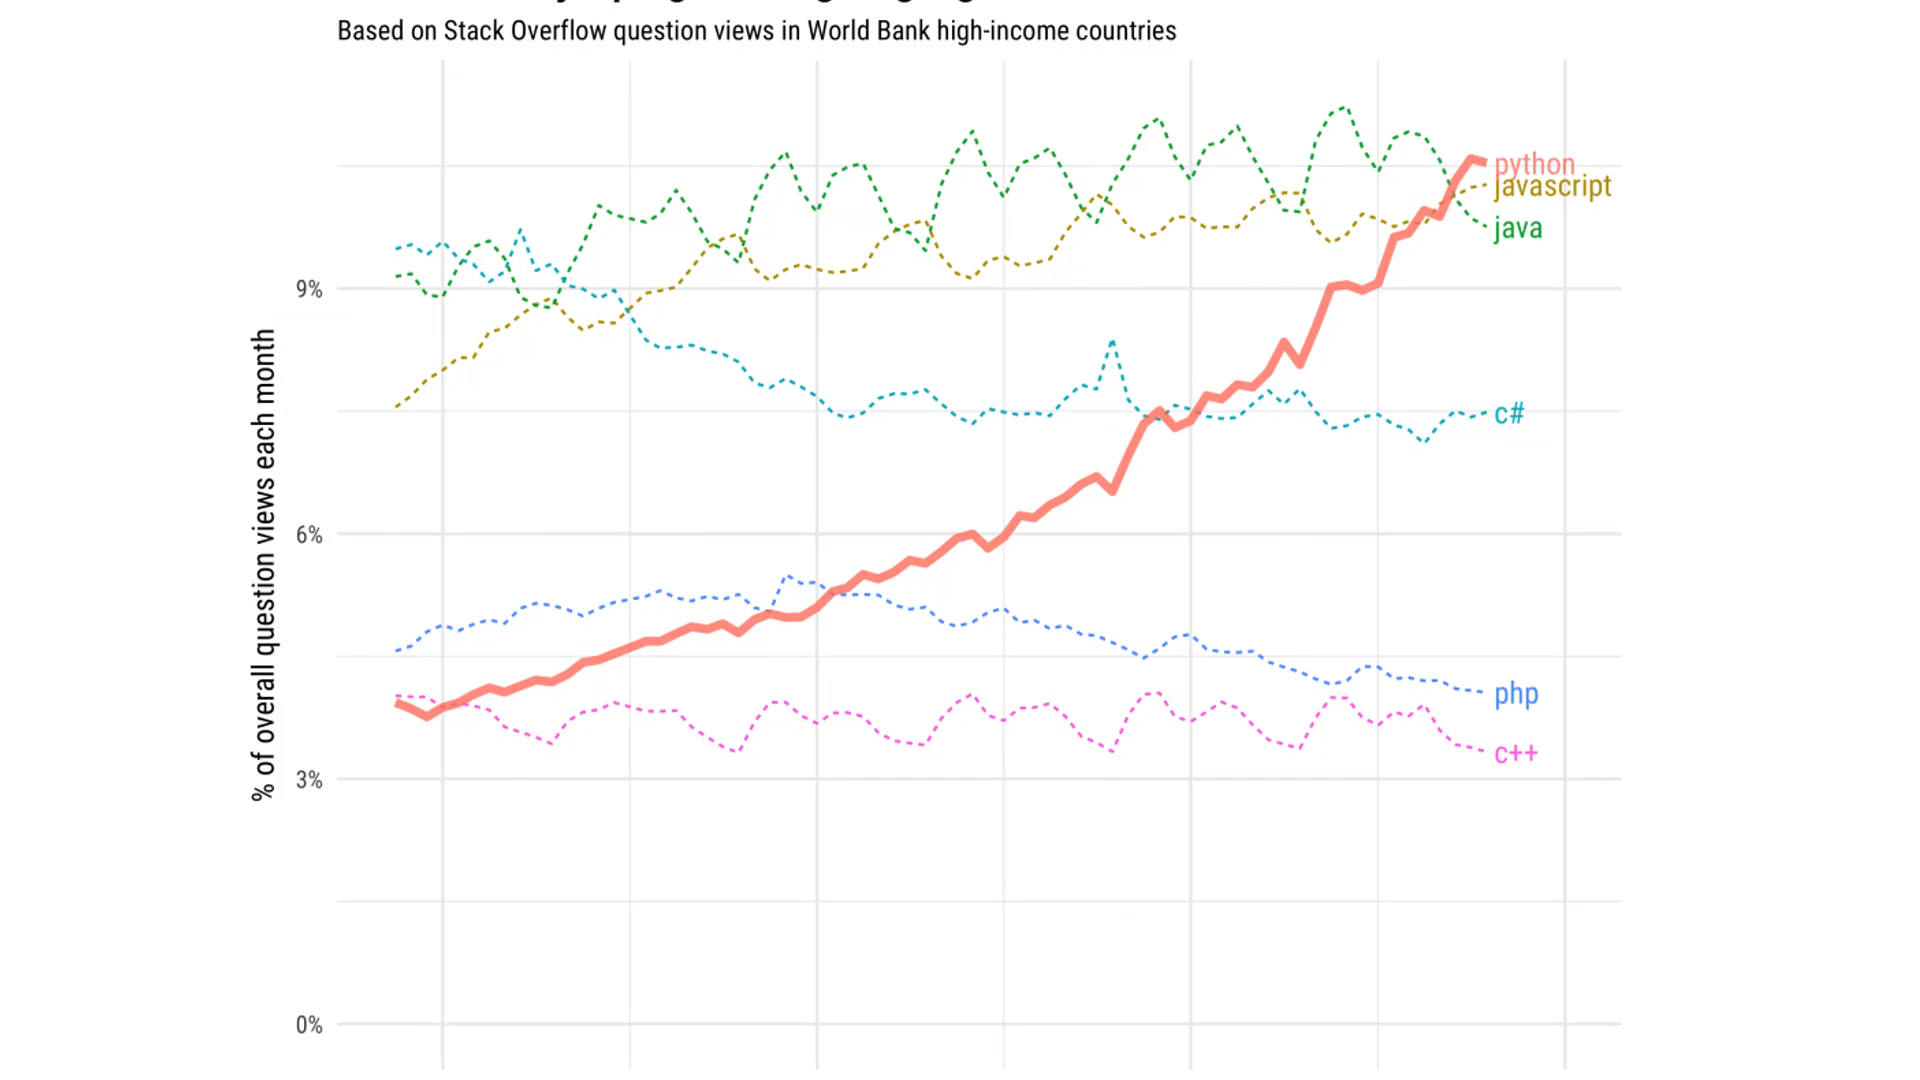 Based on Stack Overflow question views in World Bank high-income countries
% of overall question views each month
9%
6%
3%
0%
python
javascript
java
c#
php
c++